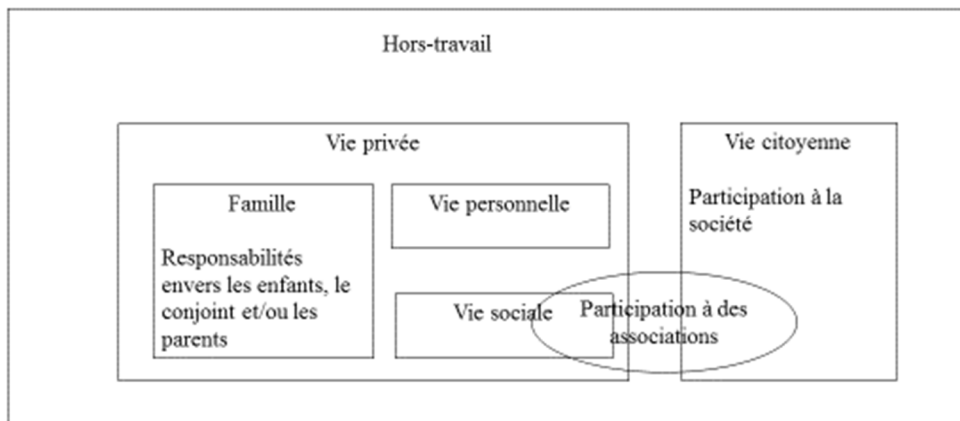 Hors-travail
Vie privée
Famille
Responsabilités
envers les enfants, le
conjoint et/ou les
parents
Vie personnelle
Vie sociale
Participation à des
associations
Vie citoyenne
Participation à la
société